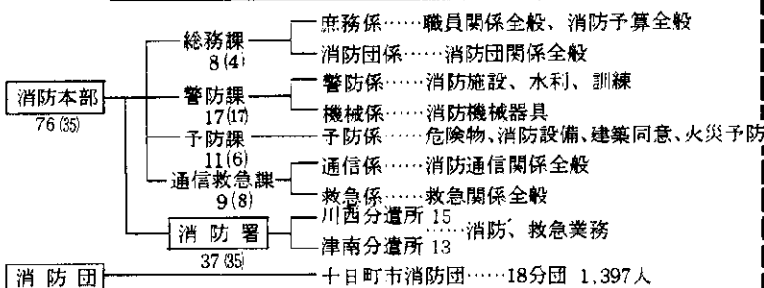 総務課 8(4)
庶務係……職員関係全般、消防予算全般
消防団係……消防団関係全般
消防本部 76(35)
警防課 17(17)
警防係……消防施設、水利、訓練
機械係……消防機械器具
予防課 11(6)
予防係……危険物、消防設備、建築同意、火災予防
通信救急課 9(8)
通信係……消防通信関係全般
救急係……救急関係全般
消防署 37(35)
川西分遣所 15
津南分遣所 13
……消防、救急業務
消防団
十日町市消防団……18分団 1,397人